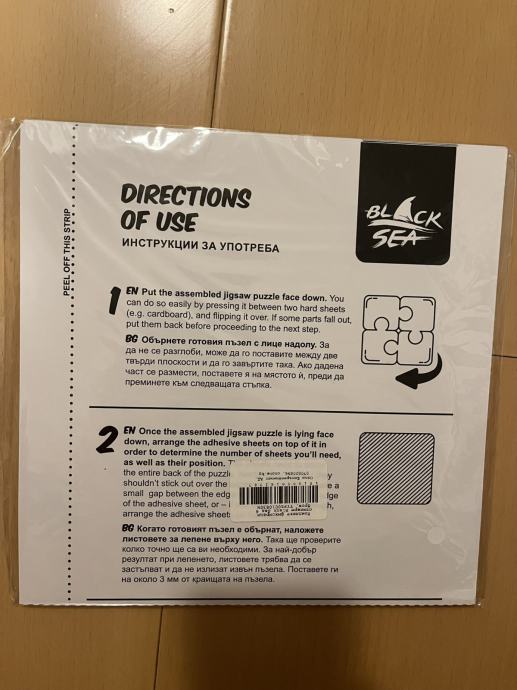 PEEL OFF THIS STRIP
DIRECTIONS
OF USE
ИНСТРУКЦИИ ЗА УПОТРЕБА
BLACK
SEA
1
EN Put the assembled jigsaw puzzle face down. You
can do so easily by pressing it between two hard sheets
(e.g. cardboard), and flipping it over. If some parts fall out,
put them back before proceeding to the next step.
BG Обърнете готовия пъзел с лице надолу. За
да не се разглоби, може да го поставите между две
твърди плоскости и да го завъртите така. Ако дадена
част се размести, поставете я на мястото ѝ, преди да
преминете към следващата стъпка.
2
EN Once the assembled jigsaw puzzle is lying face
down, arrange the adhesive sheets on top of it in
order to determine the number of sheets you'll need,
as well as their position.
the entire back of the
shouldn't stick out over the
small gap between the
of the adhesive sheet, or
arrange the adhesive
BG Когато готовият пъзел е обърнат, наложете
листовете за лепене върху него. Така ще проверите
колко точно ще са ви необходими. За най-добър
резултат при лепенето, листовете трябва да се
застъпват и да не излизат извън пъзела. Поставете ги
на около 3 мм от краищата на пъзела.